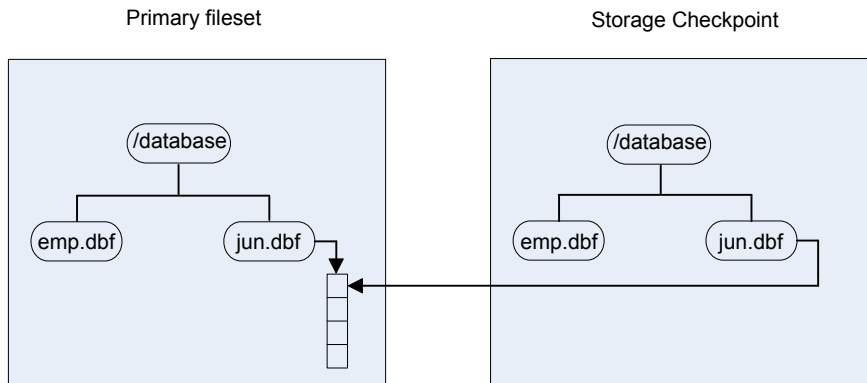 Primary fileset
Storage Checkpoint
/database
/database
emp.dbf
jun.dbf
emp.dbf
jun.dbf